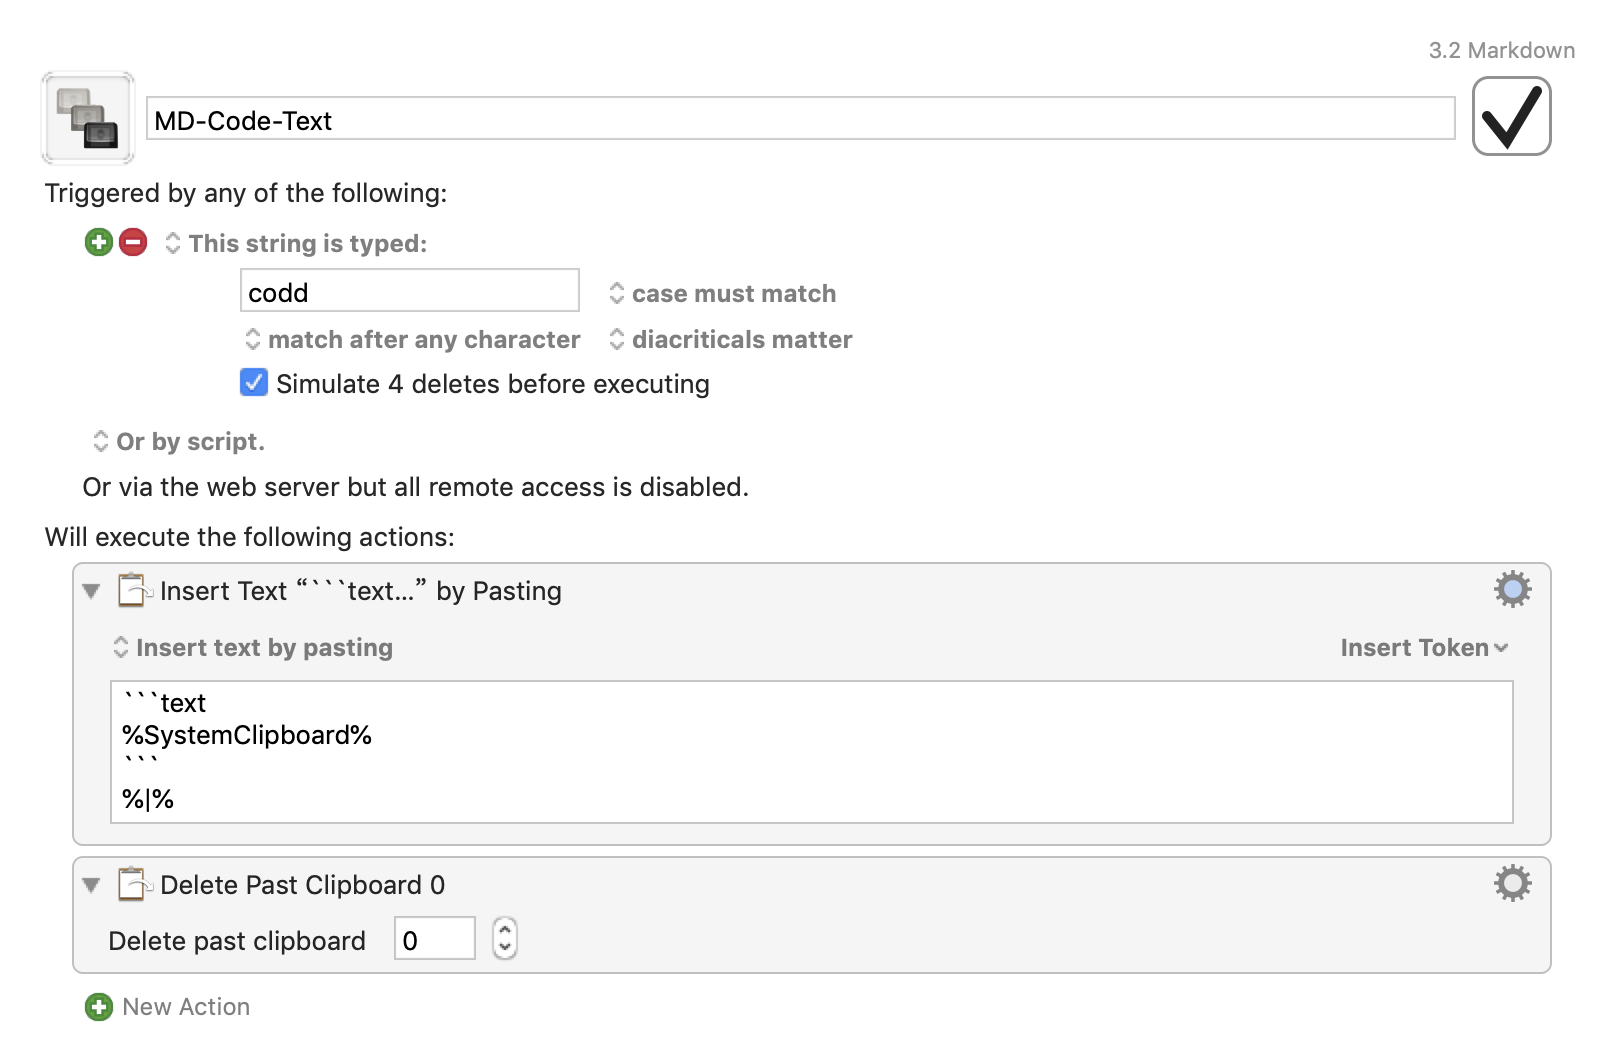 3.2 Markdown
MD-Code-Text
Triggered by any of the following:
This string is typed:
codd
case must match
match after any character
diacriticals matter
Simulate 4 deletes before executing
Or by script.
Or via the web server but all remote access is disabled.
Will execute the following actions:
Insert Text “```text…” by Pasting
Insert text by pasting
Insert Token
```text
%SystemClipboard%
```
%|%
Delete Past Clipboard 0
Delete past clipboard
0
New Action